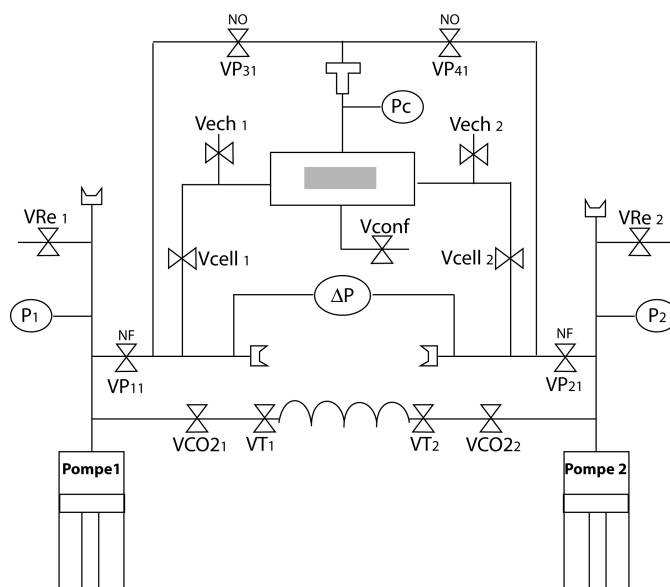 NO NO
VP31 VP41
Pc
Vech 1 Vech 2
VRe 1 VRe 2
Vconf
Vcell 1 Vcell 2
P1 ΔP P2
NF NF
VP11 VP21
VCO21 VT1 VT2 VCO22
Pompe1 Pompe 2